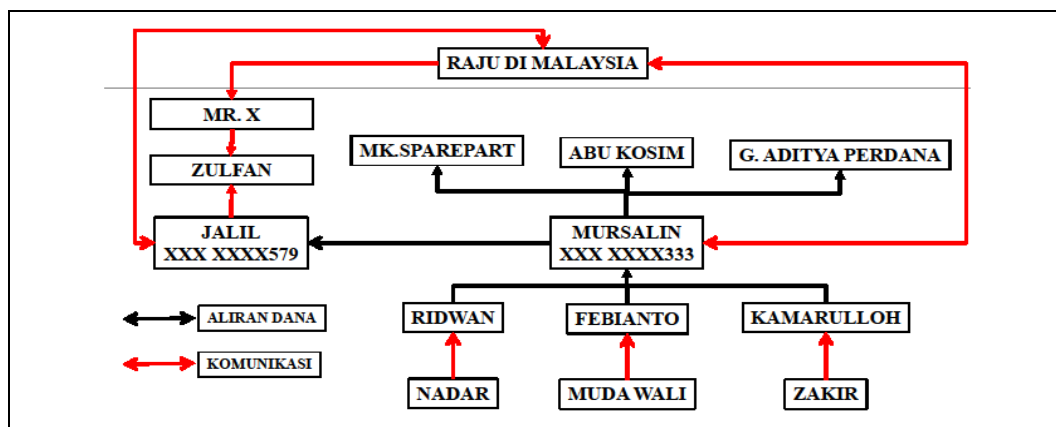 RAJU DI MALAYSIA
MR. X
MK.SPAREPART
ABU KOSIM
G. ADITYA PERDANA
ZULFAN
JALIL
XXX XXXX579
MURSALIN
XXX XXXX333
ALIRAN DANA
RIDWAN
FEBIANTO
KAMARULLOH
KOMUNIKASI
NADAR
MUDA WALI
ZAKIR